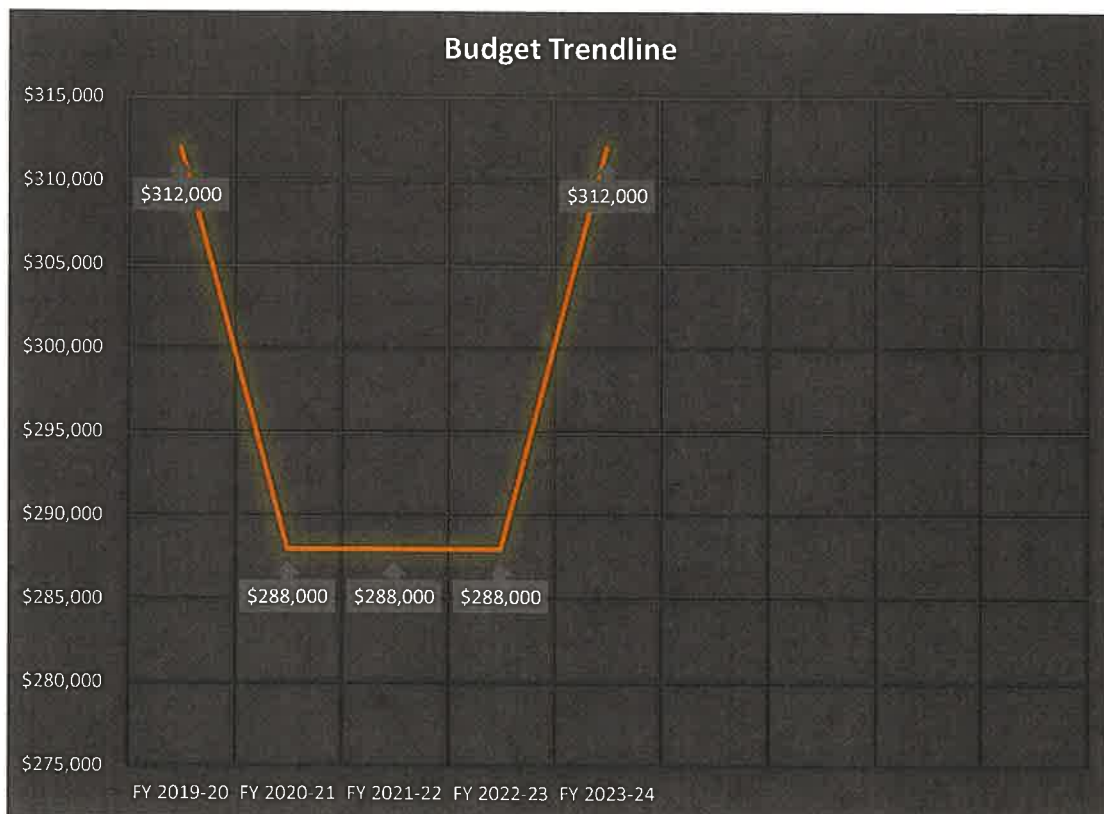 Budget Trendline
$315,000
$310,000
$305,000
$300,000
$295,000
$290,000
$285,000
$280,000
$275,000
$312,000
$312,000
$288,000
$288,000
$288,000
FY 2019-20
FY 2020-21
FY 2021-22
FY 2022-23
FY 2023-24